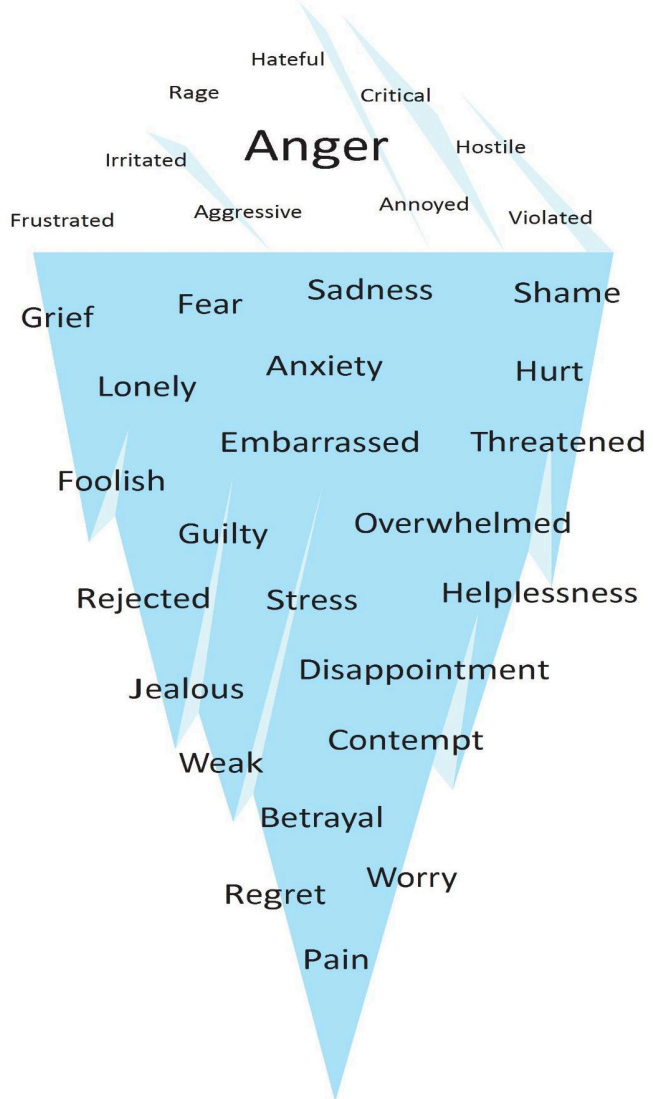 Hateful
Rage
Critical
Anger
Hostile
Irritated
Annoyed
Aggressive
Violated
Frustrated
Sadness
Shame
Fear
Grief
Anxiety
Hurt
Lonely
Embarrassed
Threatened
Foolish
Overwhelmed
Guilty
Helplessness
Rejected
Stress
Disappointment
Jealous
Contempt
Weak
Betrayal
Worry
Regret
Pain